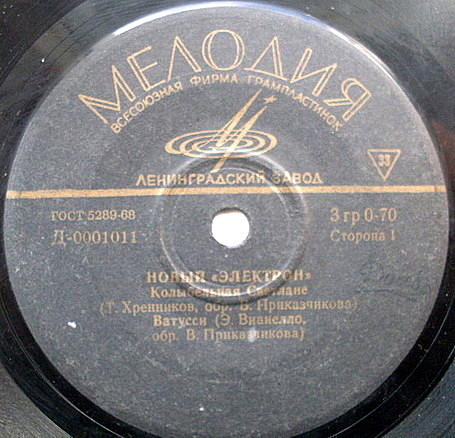 МЕЛОДИЯ
ВСЕСОЮЗНАЯ ФИРМА ГРАМПЛАСТИНОК
33
ЛЕНИНГРАДСКИЙ ЗАВОД
ГОСТ 5289-68
3 гр 0-70
Д-0001011
Сторона 1
НОВЫЙ «ЭЛЕКТРОН»
Колыбельная Светлане
(Т. Хренников, обр. В. Приказчикова)
Ватусси (Э. Вианелло,
обр. В. Приказчикова)